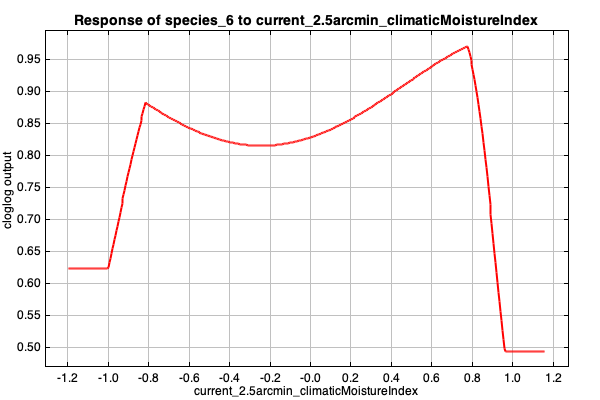 Response of species_6 to current_2.5arcmin_climaticMoistureIndex
cloglog output
0.95
0.90
0.85
0.80
0.75
0.70
0.65
0.60
0.55
0.50
-1.2 -1.0 -0.8 -0.6 -0.4 -0.2 -0.0 0.2 0.4 0.6 0.8 1.0 1.2
current_2.5arcmin_climaticMoistureIndex